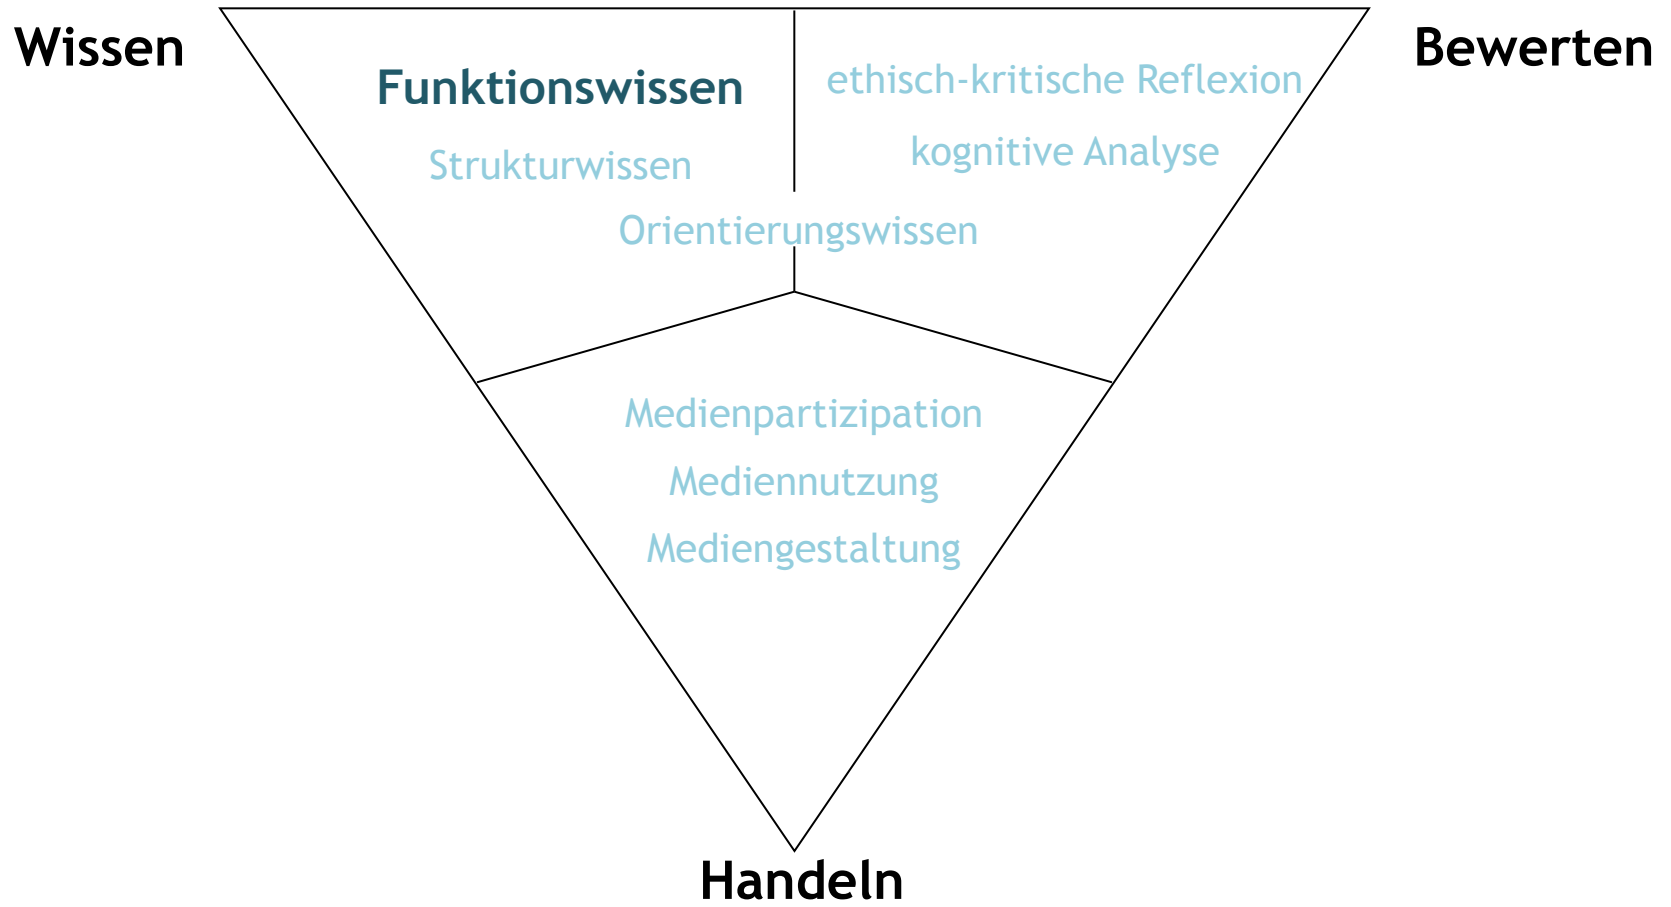 Wissen
Bewerten
Funktionswissen
ethisch-kritische Reflexion
Strukturwissen
kognitive Analyse
Orientierungswissen
Medienpartizipation
Mediennutzung
Mediengestaltung
Handeln